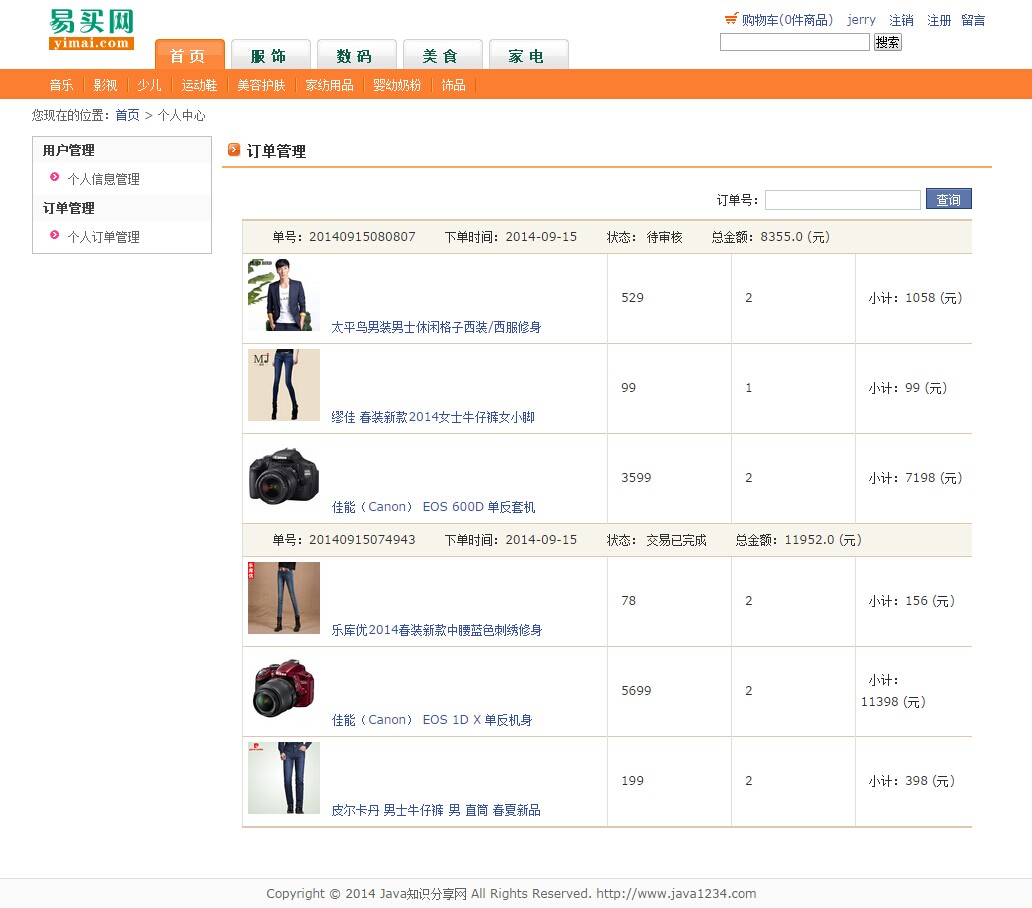 易买网
yimai.com
购物车(0件商品) jerry 注销 注册 留言
搜索
首页 服饰 数码 美食 家电
音乐 影视 少儿 运动鞋 美容护肤 家纺用品 婴幼奶粉 饰品
您现在的位置：首页 > 个人中心
用户管理
个人信息管理
订单管理
个人订单管理
订单管理
订单号： 查询
单号：20140915080807 下单时间：2014-09-15 状态： 待审核 总金额：8355.0 (元)
太平鸟男装男士休闲格子西装/西服修身 529 2 小计：1058 (元)
MJ
缪佳 春装新款2014女士牛仔裤女小脚 99 1 小计：99 (元)
佳能（Canon） EOS 600D 单反套机 3599 2 小计：7198 (元)
单号：20140915074943 下单时间：2014-09-15 状态： 交易已完成 总金额：11952.0 (元)
乐库优2014春装新款中腰蓝色刺绣修身 78 2 小计：156 (元)
佳能（Canon） EOS 1D X 单反机身 5699 2 小计：
11398 (元)
皮尔卡丹 男士牛仔裤 男 直筒 春夏新品 199 2 小计：398 (元)
Copyright © 2014 Java知识分享网 All Rights Reserved. http://www.java1234.com